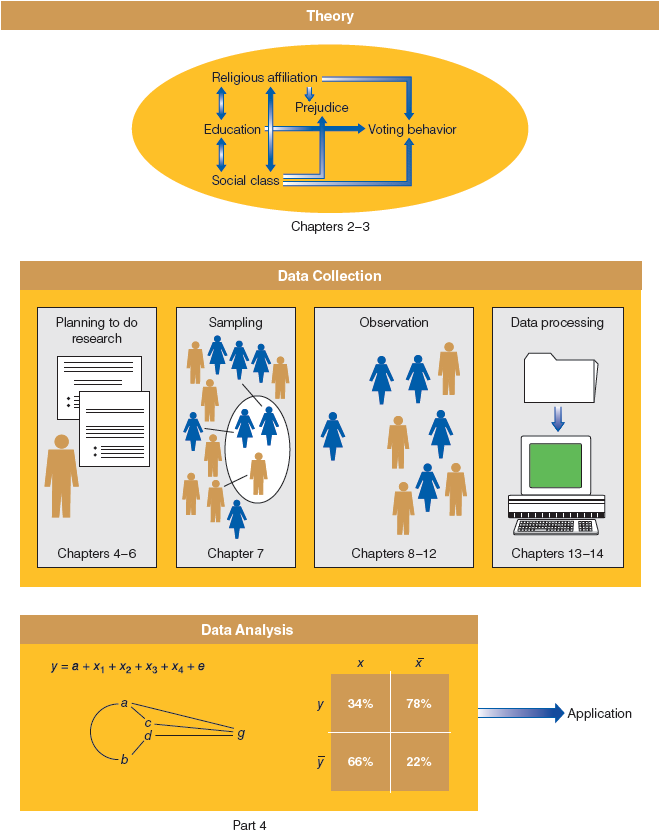 Theory
Religious affiliation
Prejudice
Education
Voting behavior
Social class
Chapters 2–3
Data Collection
Planning to do
research
Chapters 4–6
Sampling
Chapter 7
Observation
Chapters 8–12
Data processing
Chapters 13–14
Data Analysis
y = a + x₁ + x₂ + x₃ + x₄ + e
a
c
d
g
b
x x̅
y 34% 78%
y̅ 66% 22%
Application
Part 4